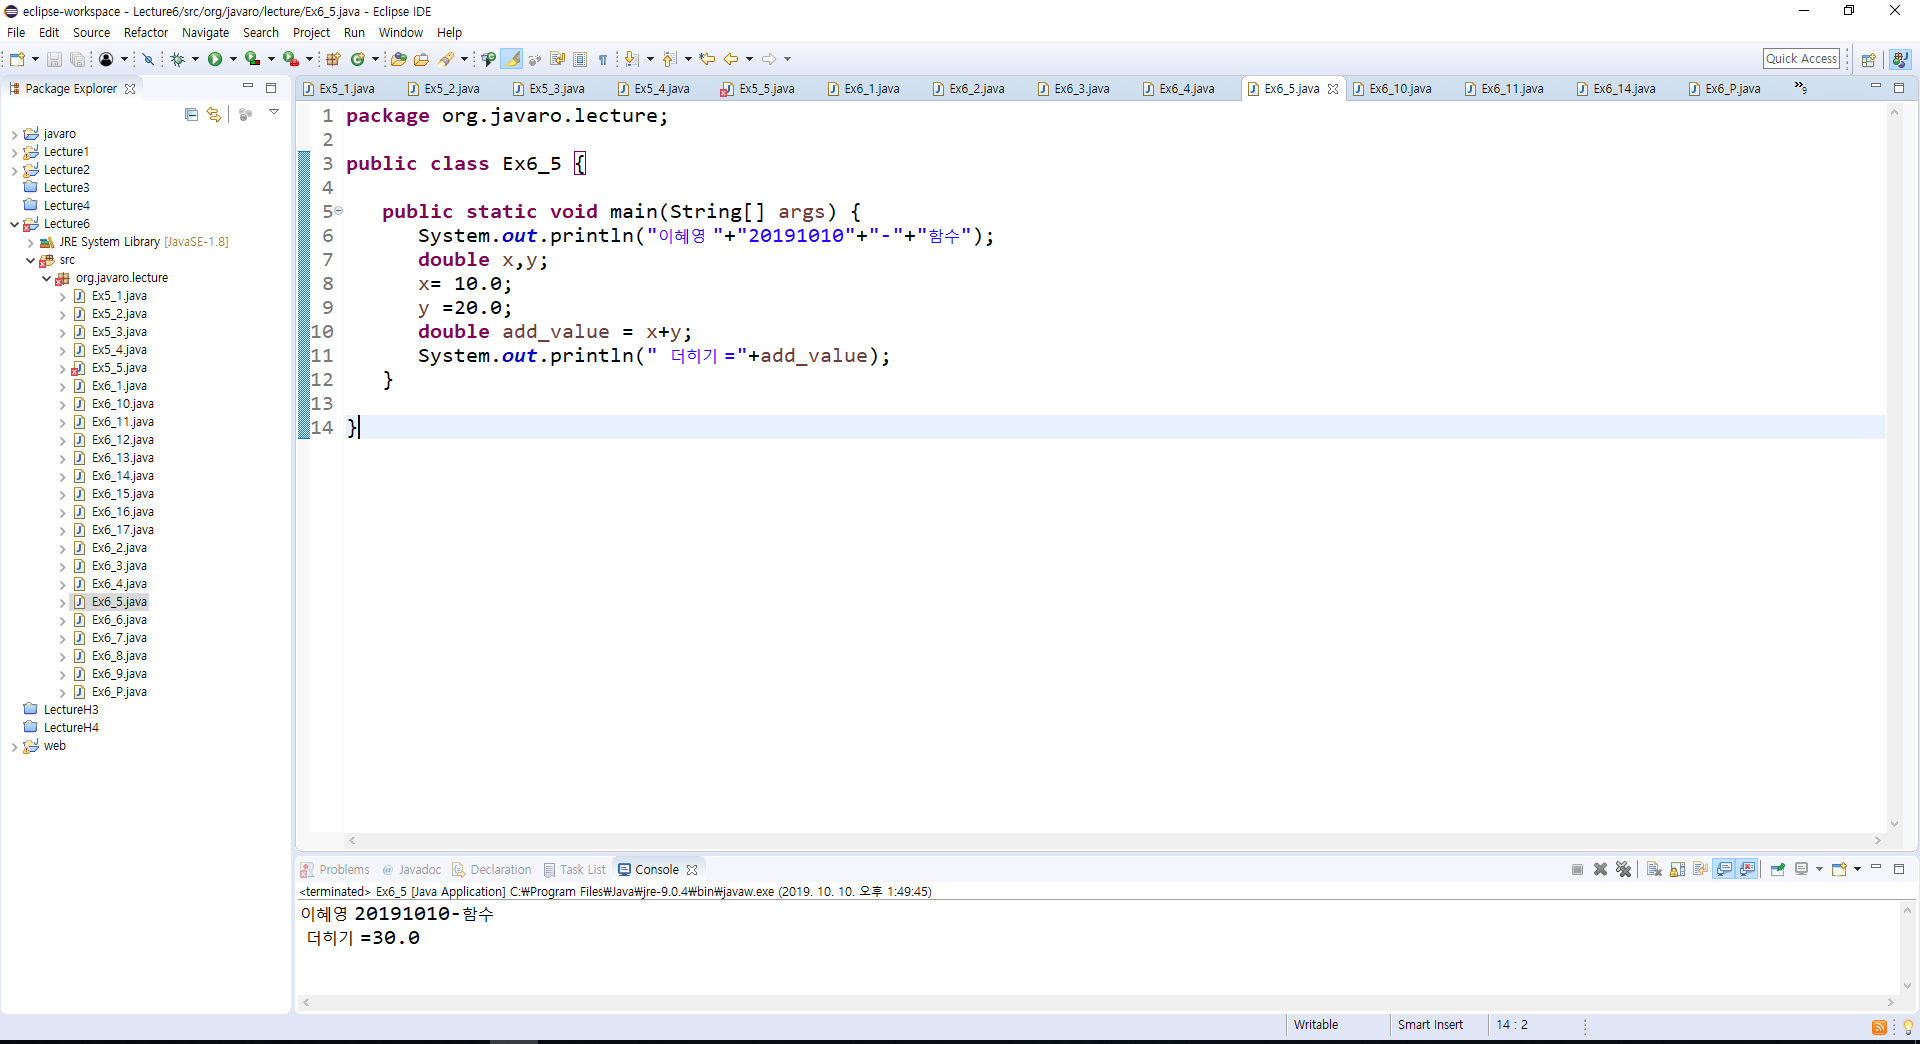 eclipse-workspace - Lecture6/src/org/javaro/lecture/Ex6_5.java - Eclipse IDE
File Edit Source Refactor Navigate Search Project Run Window Help
Quick Access
Package Explorer
javaro
Lecture1
Lecture2
Lecture3
Lecture4
Lecture6
JRE System Library [JavaSE-1.8]
src
org.javaro.lecture
Ex5_1.java
Ex5_2.java
Ex5_3.java
Ex5_4.java
Ex5_5.java
Ex6_1.java
Ex6_10.java
Ex6_11.java
Ex6_12.java
Ex6_13.java
Ex6_14.java
Ex6_15.java
Ex6_16.java
Ex6_17.java
Ex6_2.java
Ex6_3.java
Ex6_4.java
Ex6_5.java
Ex6_6.java
Ex6_7.java
Ex6_8.java
Ex6_9.java
Ex6_P.java
LectureH3
LectureH4
web
Ex5_1.java Ex5_2.java Ex5_3.java Ex5_4.java Ex5_5.java Ex6_1.java Ex6_2.java Ex6_3.java Ex6_4.java Ex6_5.java Ex6_10.java Ex6_11.java Ex6_14.java Ex6_P.java »9
1 package org.javaro.lecture;
2
3 public class Ex6_5 {
4
5 public static void main(String[] args) {
6 System.out.println("이혜영 "+"20191010"+"-"+"함수");
7 double x,y;
8 x= 10.0;
9 y =20.0;
10 double add_value = x+y;
11 System.out.println(" 더히기 ="+add_value);
12 }
13
14 }
Problems @ Javadoc Declaration Task List Console
<terminated> Ex6_5 [Java Application] C:₩Program Files₩Java₩jre-9.0.4₩bin₩javaw.exe (2019. 10. 10. 오후 1:49:45)
이혜영 20191010-함수
더히기 =30.0
Writable Smart Insert 14 : 2